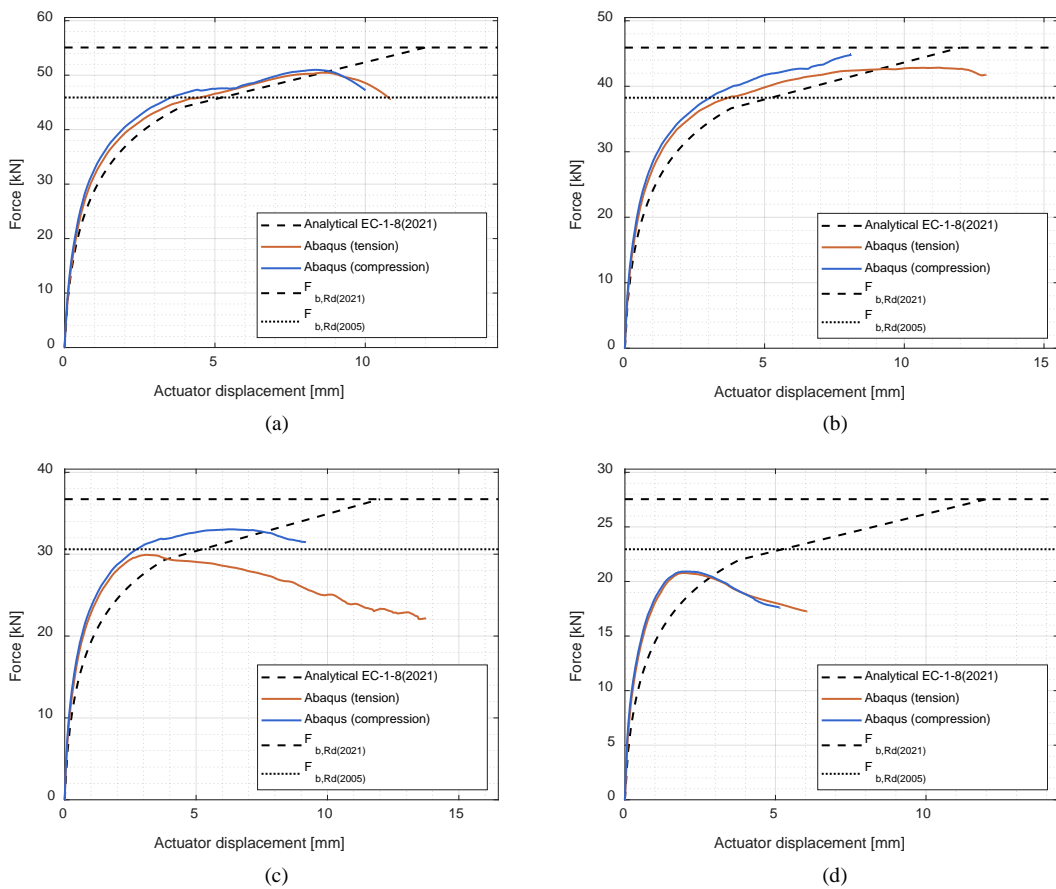 60
50
40
30
20
10
0
Force [kN]
Analytical EC-1-8(2021)
Abaqus (tension)
Abaqus (compression)
F b,Rd(2021)
F b,Rd(2005)
0 5 10
Actuator displacement [mm]
(a)
50
40
30
20
10
0
Force [kN]
Analytical EC-1-8(2021)
Abaqus (tension)
Abaqus (compression)
F b,Rd(2021)
F b,Rd(2005)
0 5 10 15
Actuator displacement [mm]
(b)
40
30
20
10
0
Force [kN]
Analytical EC-1-8(2021)
Abaqus (tension)
Abaqus (compression)
F b,Rd(2021)
F b,Rd(2005)
0 5 10 15
Actuator displacement [mm]
(c)
30
25
20
15
10
5
0
Force [kN]
Analytical EC-1-8(2021)
Abaqus (tension)
Abaqus (compression)
F b,Rd(2021)
F b,Rd(2005)
0 5 10
Actuator displacement [mm]
(d)